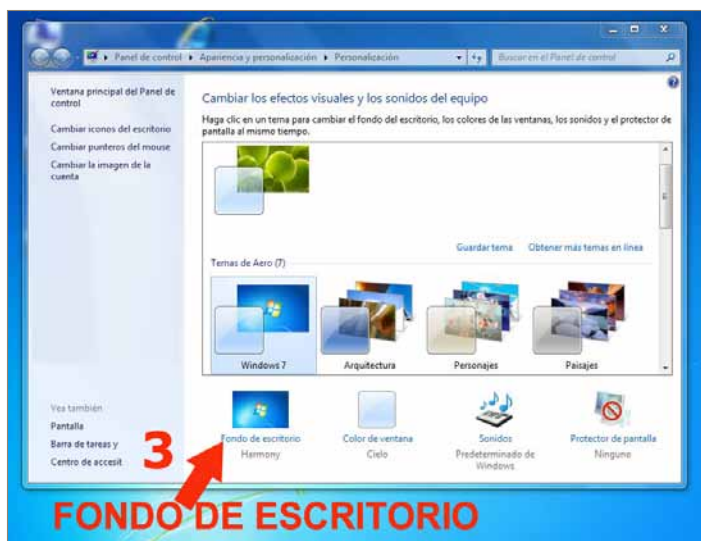 Panel de control ▸ Apariencia y personalización ▸ Personalización
Buscar en el Panel de control
Ventana principal del Panel de control
Cambiar iconos del escritorio
Cambiar punteros del mouse
Cambiar la imagen de la cuenta
Cambiar los efectos visuales y los sonidos del equipo
Haga clic en un tema para cambiar el fondo del escritorio, los colores de las ventanas, los sonidos y el protector de
pantalla al mismo tiempo.
Guardar tema Obtener más temas en línea
Temas de Aero (7)
Windows 7 Arquitectura Personajes Paisajes
Vea también
Pantalla
Barra de tareas y
Centro de accesit
Fondo de escritorio Color de ventana Sonidos Protector de pantalla
Harmony Cielo Predeterminado de Windows Ninguno
3
FONDO DE ESCRITORIO